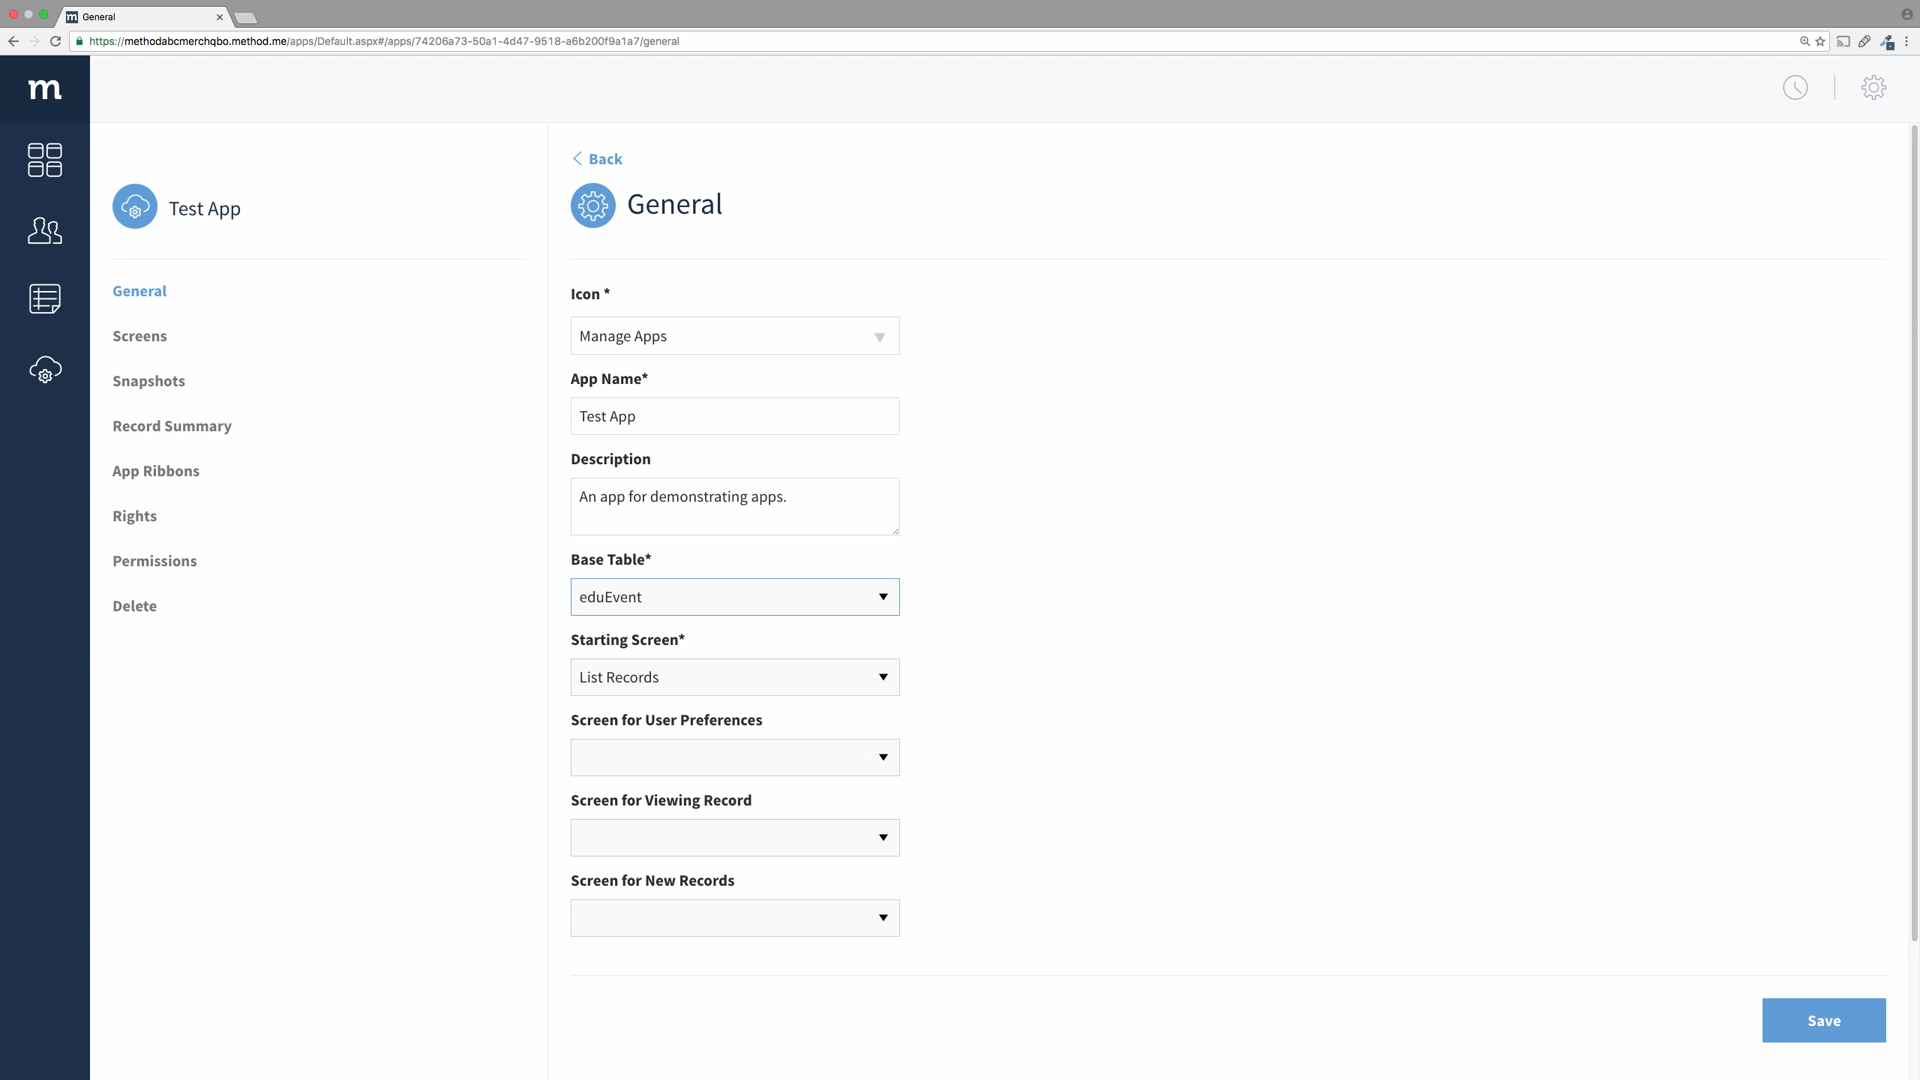 General
https://methodabcmerchqbo.method.me/apps/Default.aspx#/apps/74206a73-50a1-4d47-9518-a6b200f9a1a7/general
m
Test App
General
Screens
Snapshots
Record Summary
App Ribbons
Rights
Permissions
Delete
Back
General
Icon *
Manage Apps
App Name*
Test App
Description
An app for demonstrating apps.
Base Table*
eduEvent
Starting Screen*
List Records
Screen for User Preferences
Screen for Viewing Record
Screen for New Records
Save